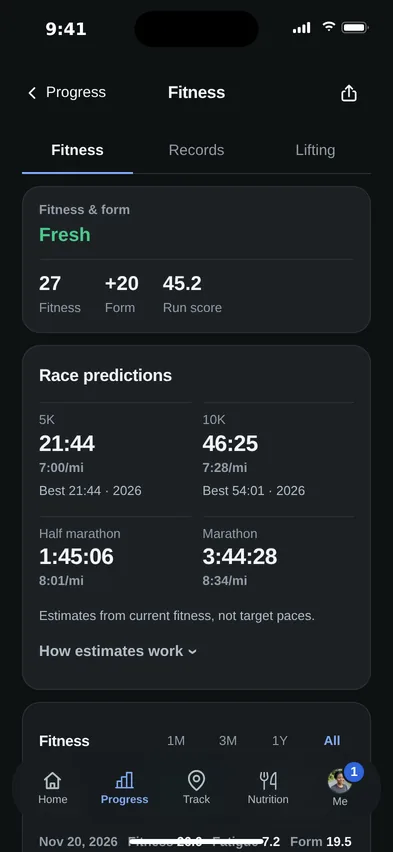 9:41
Progress
Fitness
Fitness Records Lifting
Fitness & form
Fresh
27 +20 45.2
Fitness Form Run score
Race predictions
5K 10K
21:44 46:25
7:00/mi 7:28/mi
Best 21:44 · 2026 Best 54:01 · 2026
Half marathon Marathon
1:45:06 3:44:28
8:01/mi 8:34/mi
Estimates from current fitness, not target paces.
How estimates work
Fitness 1M 3M 1Y All
1
Home Progress Track Nutrition Me
Nov 20, 2026 Fitness Fatigue 7.2 Form 19.5